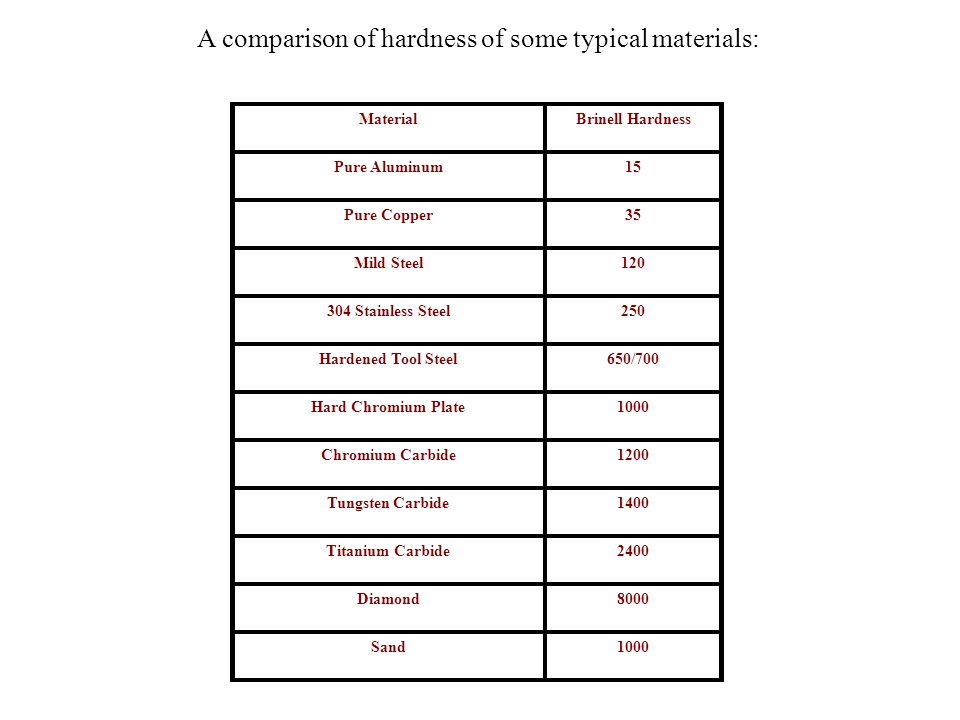 A comparison of hardness of some typical materials:
Material Brinell Hardness
Pure Aluminum 15
Pure Copper 35
Mild Steel 120
304 Stainless Steel 250
Hardened Tool Steel 650/700
Hard Chromium Plate 1000
Chromium Carbide 1200
Tungsten Carbide 1400
Titanium Carbide 2400
Diamond 8000
Sand 1000